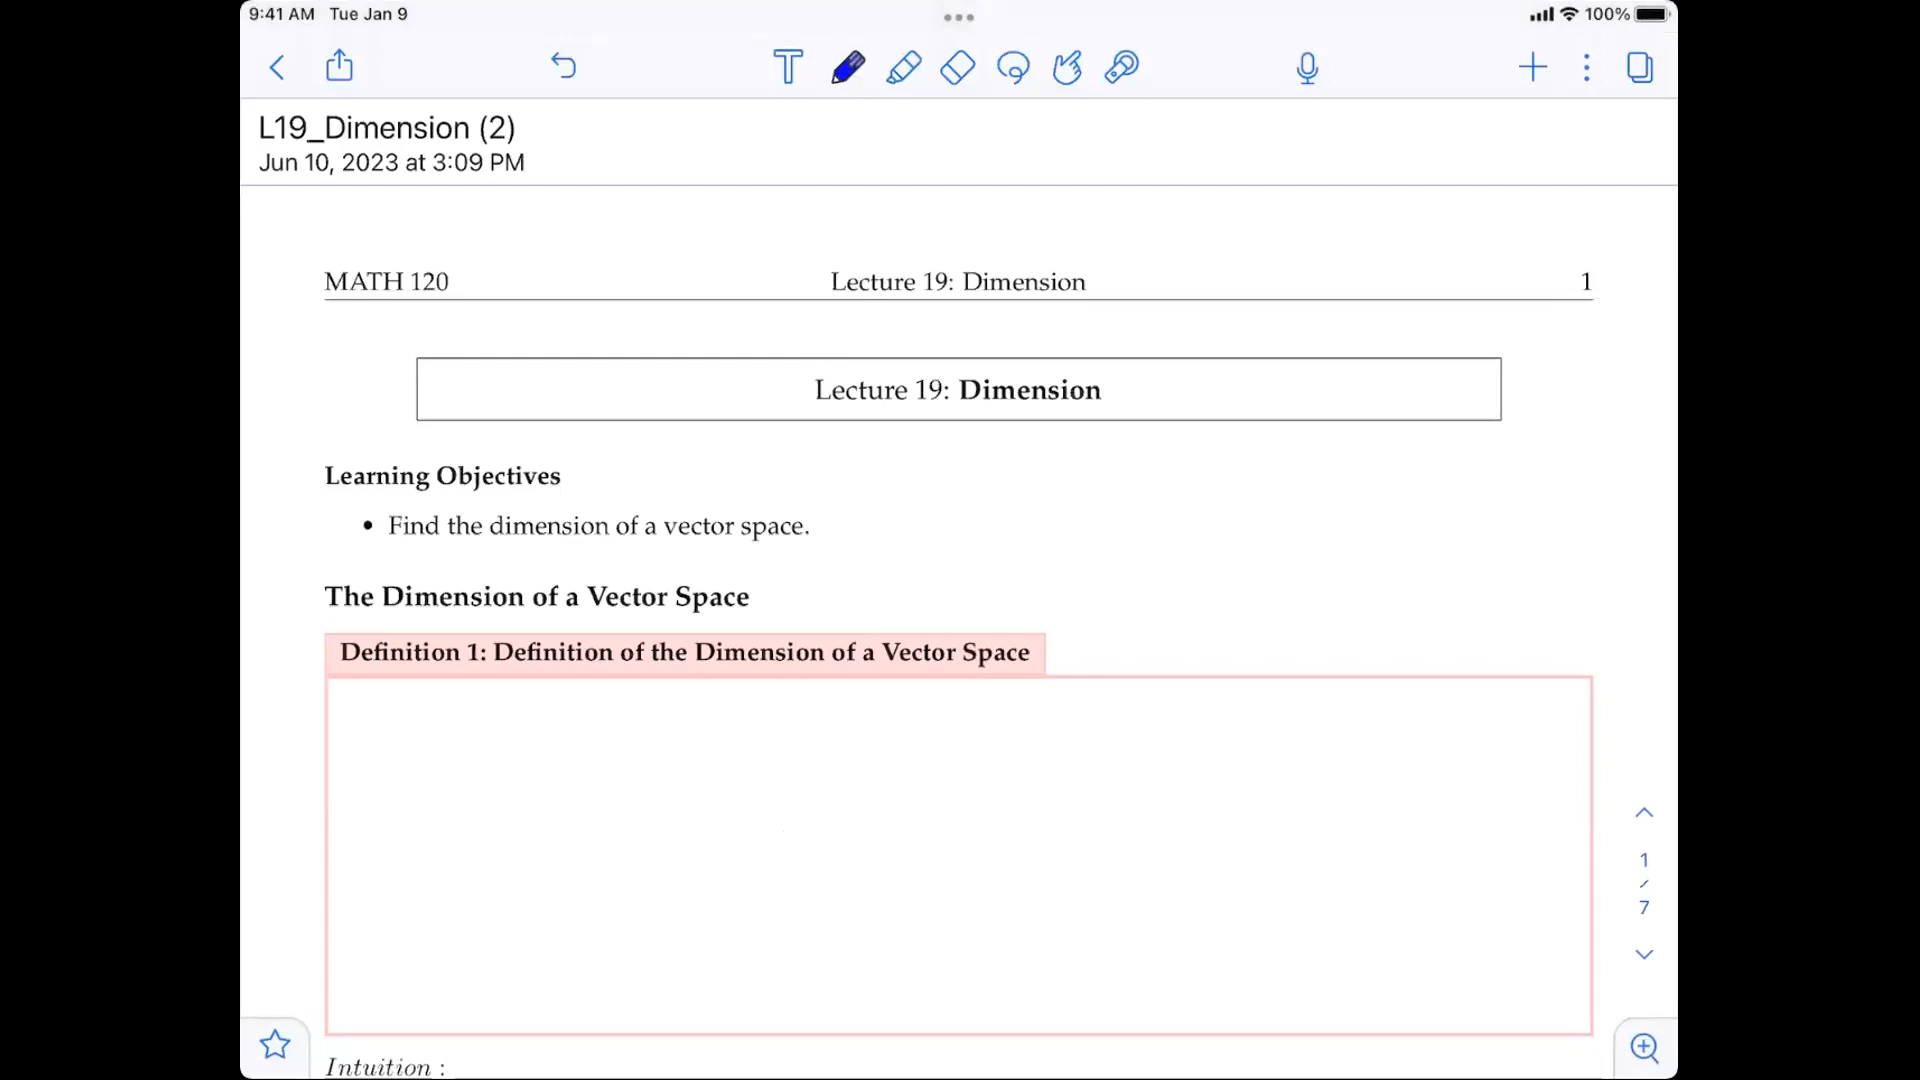 9:41 AM Tue Jan 9
100%
L19_Dimension (2)
Jun 10, 2023 at 3:09 PM
MATH 120 Lecture 19: Dimension 1
Lecture 19: Dimension
Learning Objectives
• Find the dimension of a vector space.
The Dimension of a Vector Space
Definition 1: Definition of the Dimension of a Vector Space
1
/
7
Intuition :